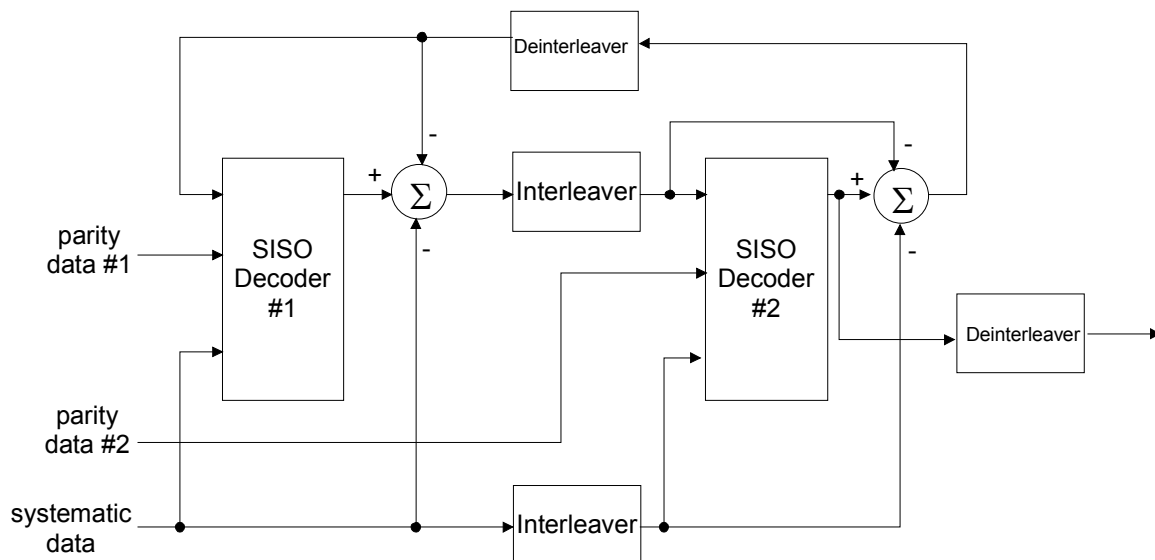 Deinterleaver
-
-
+
Σ
Interleaver
+
Σ
parity
data #1
SISO
Decoder
#1
-
SISO
Decoder
#2
-
Deinterleaver
parity
data #2
systematic
data
Interleaver